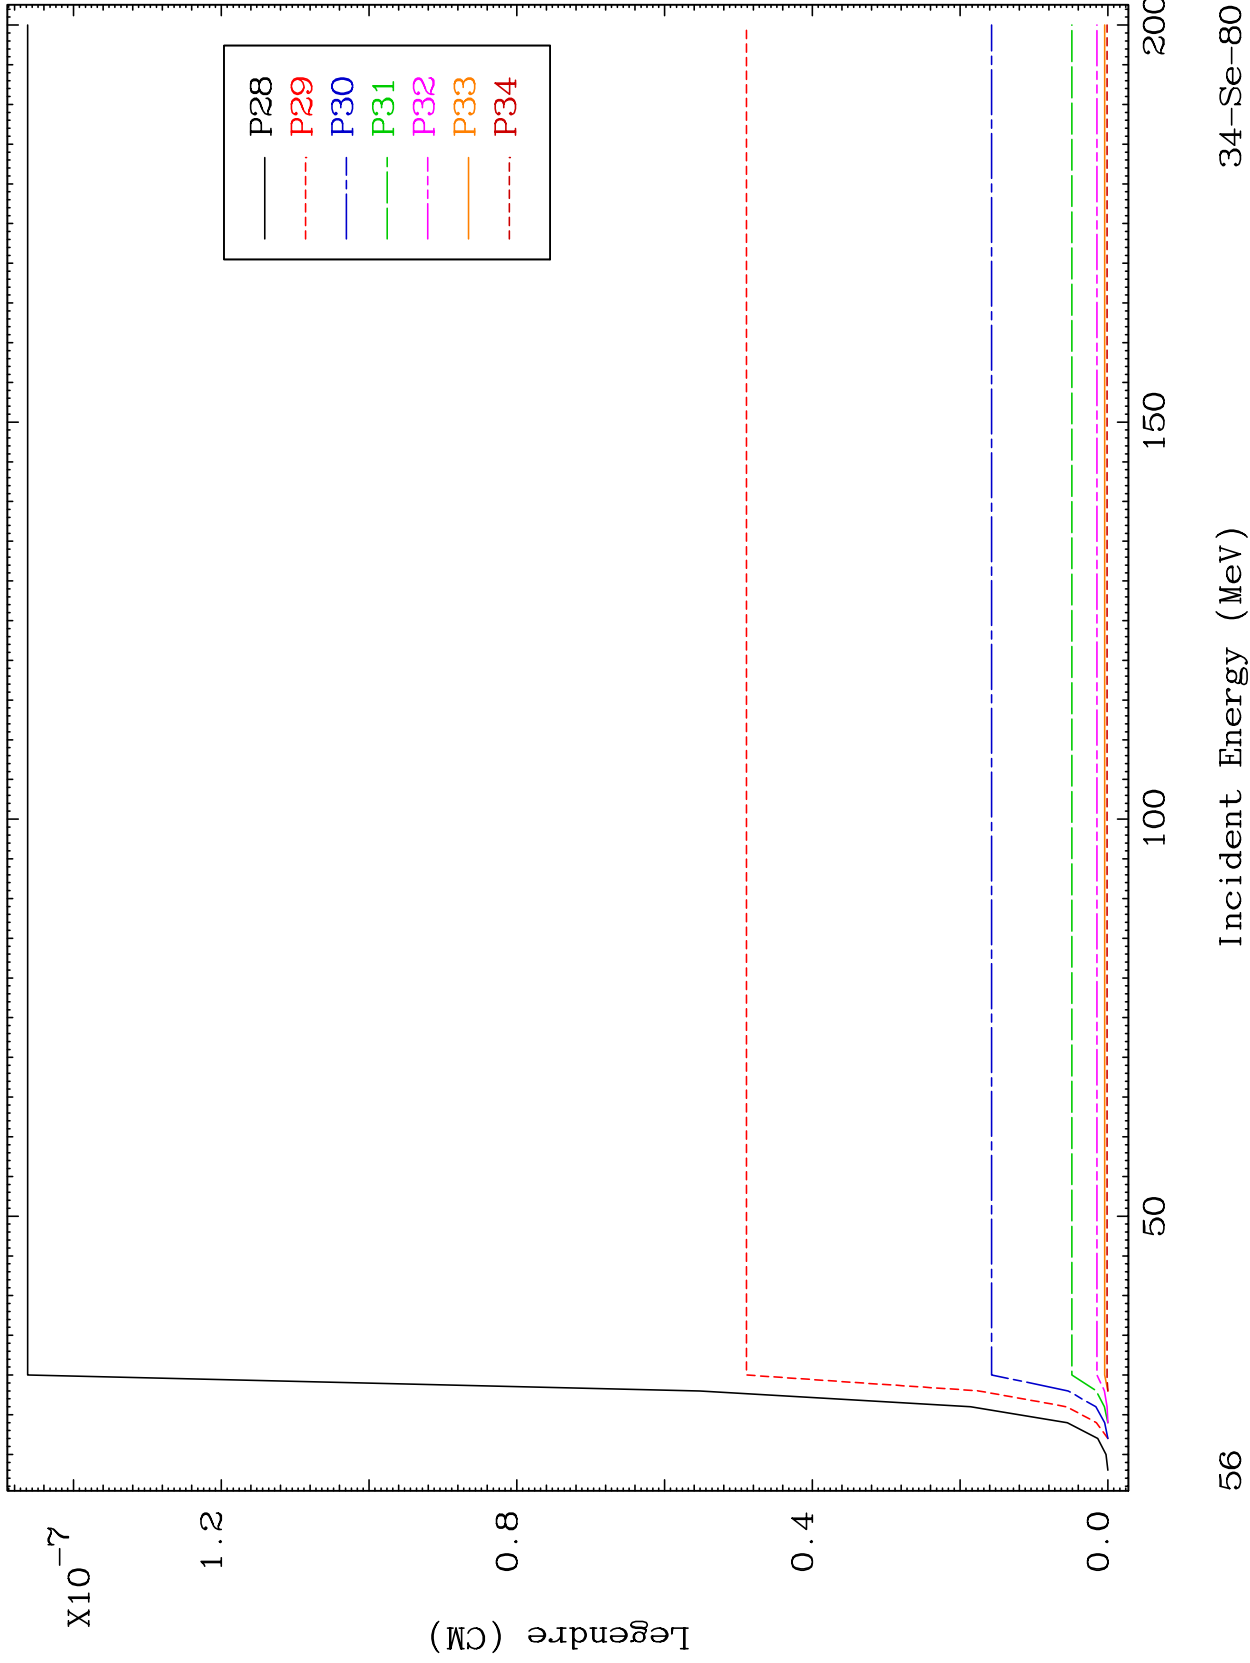 X10-7
1.2
0.8
0.4
0.0
Legendre (CM)
P28
P29
P30
P31
P32
P33
P34
50
100
150
200
56
Incident Energy (MeV)
34-Se-80